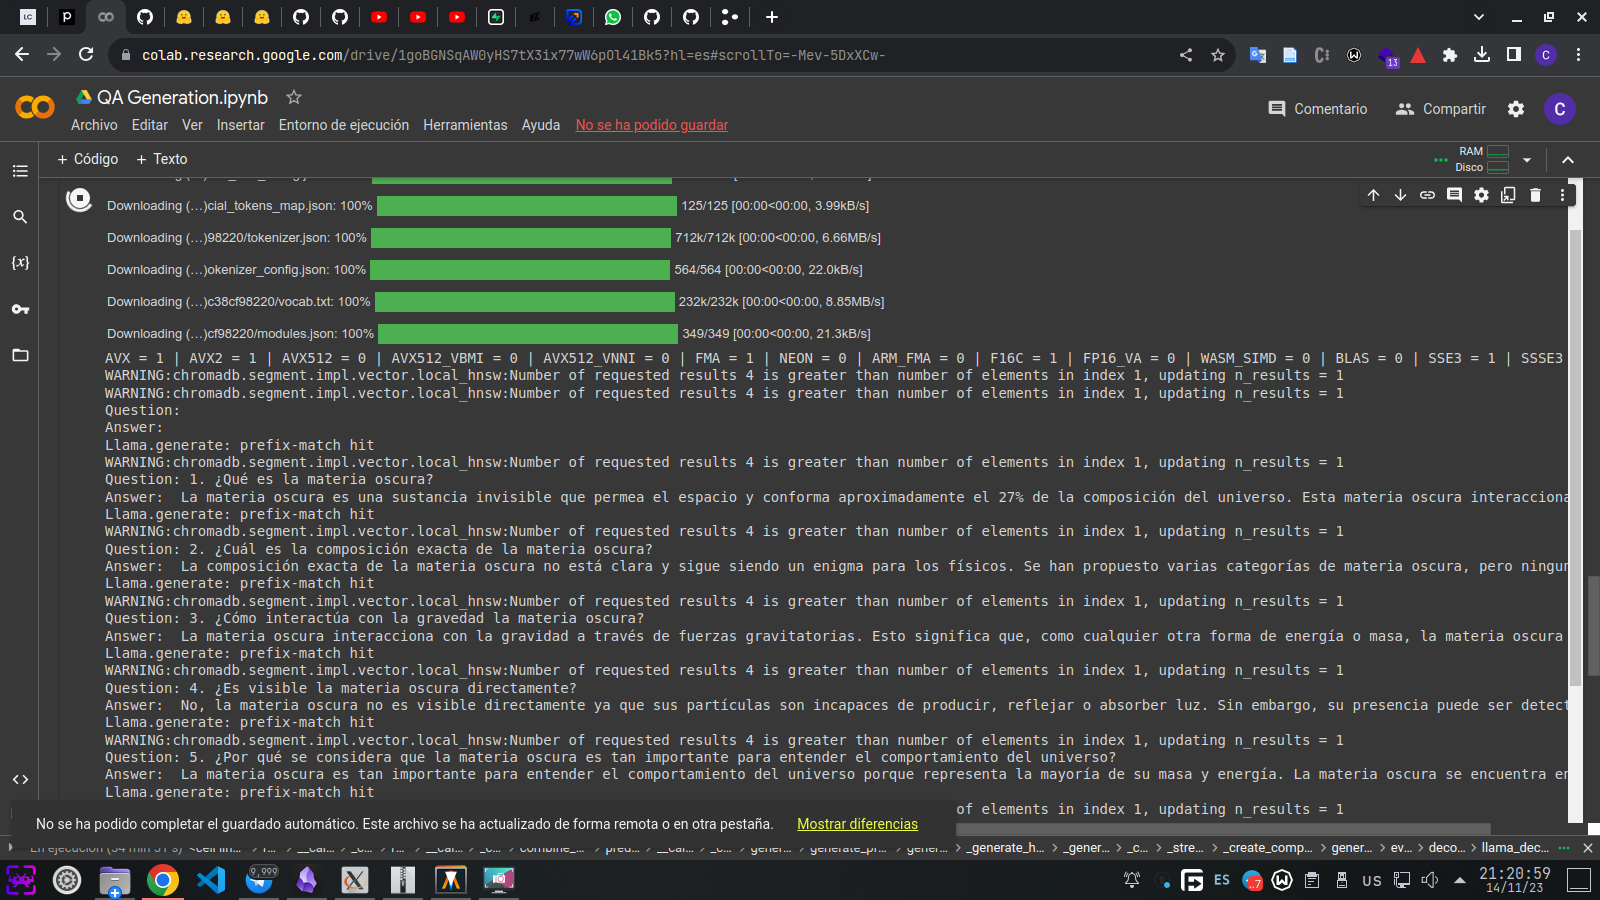 LC
p
colab.research.google.com/drive/1goBGNSqAW0yHS7tX3ix77wW6pOl41Bk5?hl=es#scrollTo=-Mev-5DxXCw-
13
C
QA Generation.ipynb
Comentario
Compartir
C
Archivo Editar Ver Insertar Entorno de ejecución Herramientas Ayuda No se ha podido guardar
+ Código + Texto
RAM
Disco
Downloading (…)cial_tokens_map.json: 100% 125/125 [00:00<00:00, 3.99kB/s]
Downloading (…)98220/tokenizer.json: 100% 712k/712k [00:00<00:00, 6.66MB/s]
Downloading (…)okenizer_config.json: 100% 564/564 [00:00<00:00, 22.0kB/s]
Downloading (…)c38cf98220/vocab.txt: 100% 232k/232k [00:00<00:00, 8.85MB/s]
Downloading (…)cf98220/modules.json: 100% 349/349 [00:00<00:00, 21.3kB/s]
AVX = 1 | AVX2 = 1 | AVX512 = 0 | AVX512_VBMI = 0 | AVX512_VNNI = 0 | FMA = 1 | NEON = 0 | ARM_FMA = 0 | F16C = 1 | FP16_VA = 0 | WASM_SIMD = 0 | BLAS = 0 | SSE3 = 1 | SSSE3
WARNING:chromadb.segment.impl.vector.local_hnsw:Number of requested results 4 is greater than number of elements in index 1, updating n_results = 1
WARNING:chromadb.segment.impl.vector.local_hnsw:Number of requested results 4 is greater than number of elements in index 1, updating n_results = 1
Question:
Answer:
Llama.generate: prefix-match hit
WARNING:chromadb.segment.impl.vector.local_hnsw:Number of requested results 4 is greater than number of elements in index 1, updating n_results = 1
Question: 1. ¿Qué es la materia oscura?
Answer: La materia oscura es una sustancia invisible que permea el espacio y conforma aproximadamente el 27% de la composición del universo. Esta materia oscura interacciona
Llama.generate: prefix-match hit
WARNING:chromadb.segment.impl.vector.local_hnsw:Number of requested results 4 is greater than number of elements in index 1, updating n_results = 1
Question: 2. ¿Cuál es la composición exacta de la materia oscura?
Answer: La composición exacta de la materia oscura no está clara y sigue siendo un enigma para los físicos. Se han propuesto varias categorías de materia oscura, pero ningun
Llama.generate: prefix-match hit
WARNING:chromadb.segment.impl.vector.local_hnsw:Number of requested results 4 is greater than number of elements in index 1, updating n_results = 1
Question: 3. ¿Cómo interactúa con la gravedad la materia oscura?
Answer: La materia oscura interacciona con la gravidad a través de fuerzas gravitatorias. Esto significa que, como cualquier otra forma de energía o masa, la materia oscura
Llama.generate: prefix-match hit
WARNING:chromadb.segment.impl.vector.local_hnsw:Number of requested results 4 is greater than number of elements in index 1, updating n_results = 1
Question: 4. ¿Es visible la materia oscura directamente?
Answer: No, la materia oscura no es visible directamente ya que sus partículas son incapaces de producir, reflejar o absorber luz. Sin embargo, su presencia puede ser detect
Llama.generate: prefix-match hit
WARNING:chromadb.segment.impl.vector.local_hnsw:Number of requested results 4 is greater than number of elements in index 1, updating n_results = 1
Question: 5. ¿Por qué se considera que la materia oscura es tan importante para entender el comportamiento del universo?
Answer: La materia oscura es tan importante para entender el comportamiento del universo porque representa la mayoría de su masa y energía. La materia oscura se encuentra en
Llama.generate: prefix-match hit
of elements in index 1, updating n_results = 1
No se ha podido completar el guardado automático. Este archivo se ha actualizado de forma remota o en otra pestaña. Mostrar diferencias
_generate_h... _gener... _c... _stre... _create_comp... gener... ev... deco... llama_dec...
9,999
ES
US
21:20:59
14/11/23